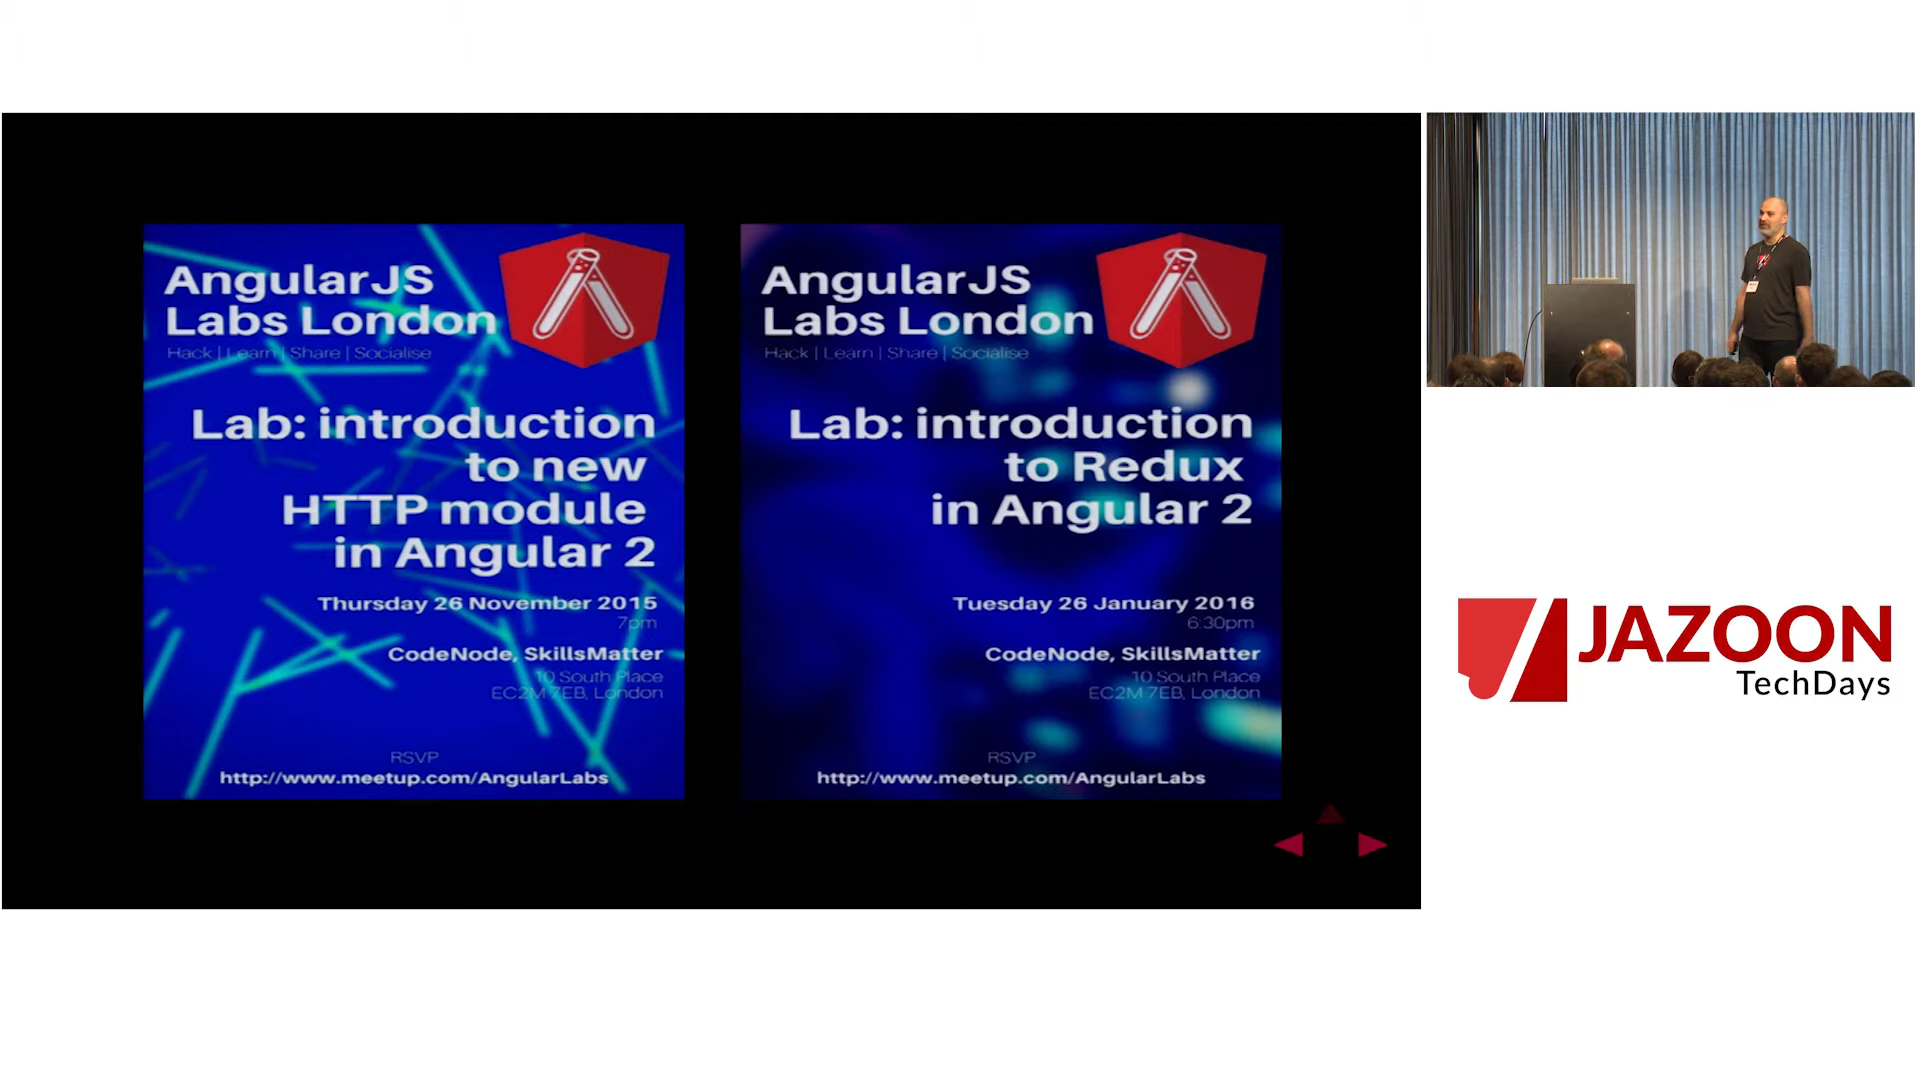 AngularJS
Labs London
Hack | Learn | Share | Socialise
Lab: introduction
to new
HTTP module
in Angular 2
Thursday 26 November 2015
7pm
CodeNode, SkillsMatter
10 South Place
EC2M 7EB, London
RSVP
http://www.meetup.com/AngularLabs
AngularJS
Labs London
Hack | Learn | Share | Socialise
Lab: introduction
to Redux
in Angular 2
Tuesday 26 January 2016
6:30pm
CodeNode, SkillsMatter
10 South Place
EC2M 7EB, London
RSVP
http://www.meetup.com/AngularLabs
JAZOON
TechDays